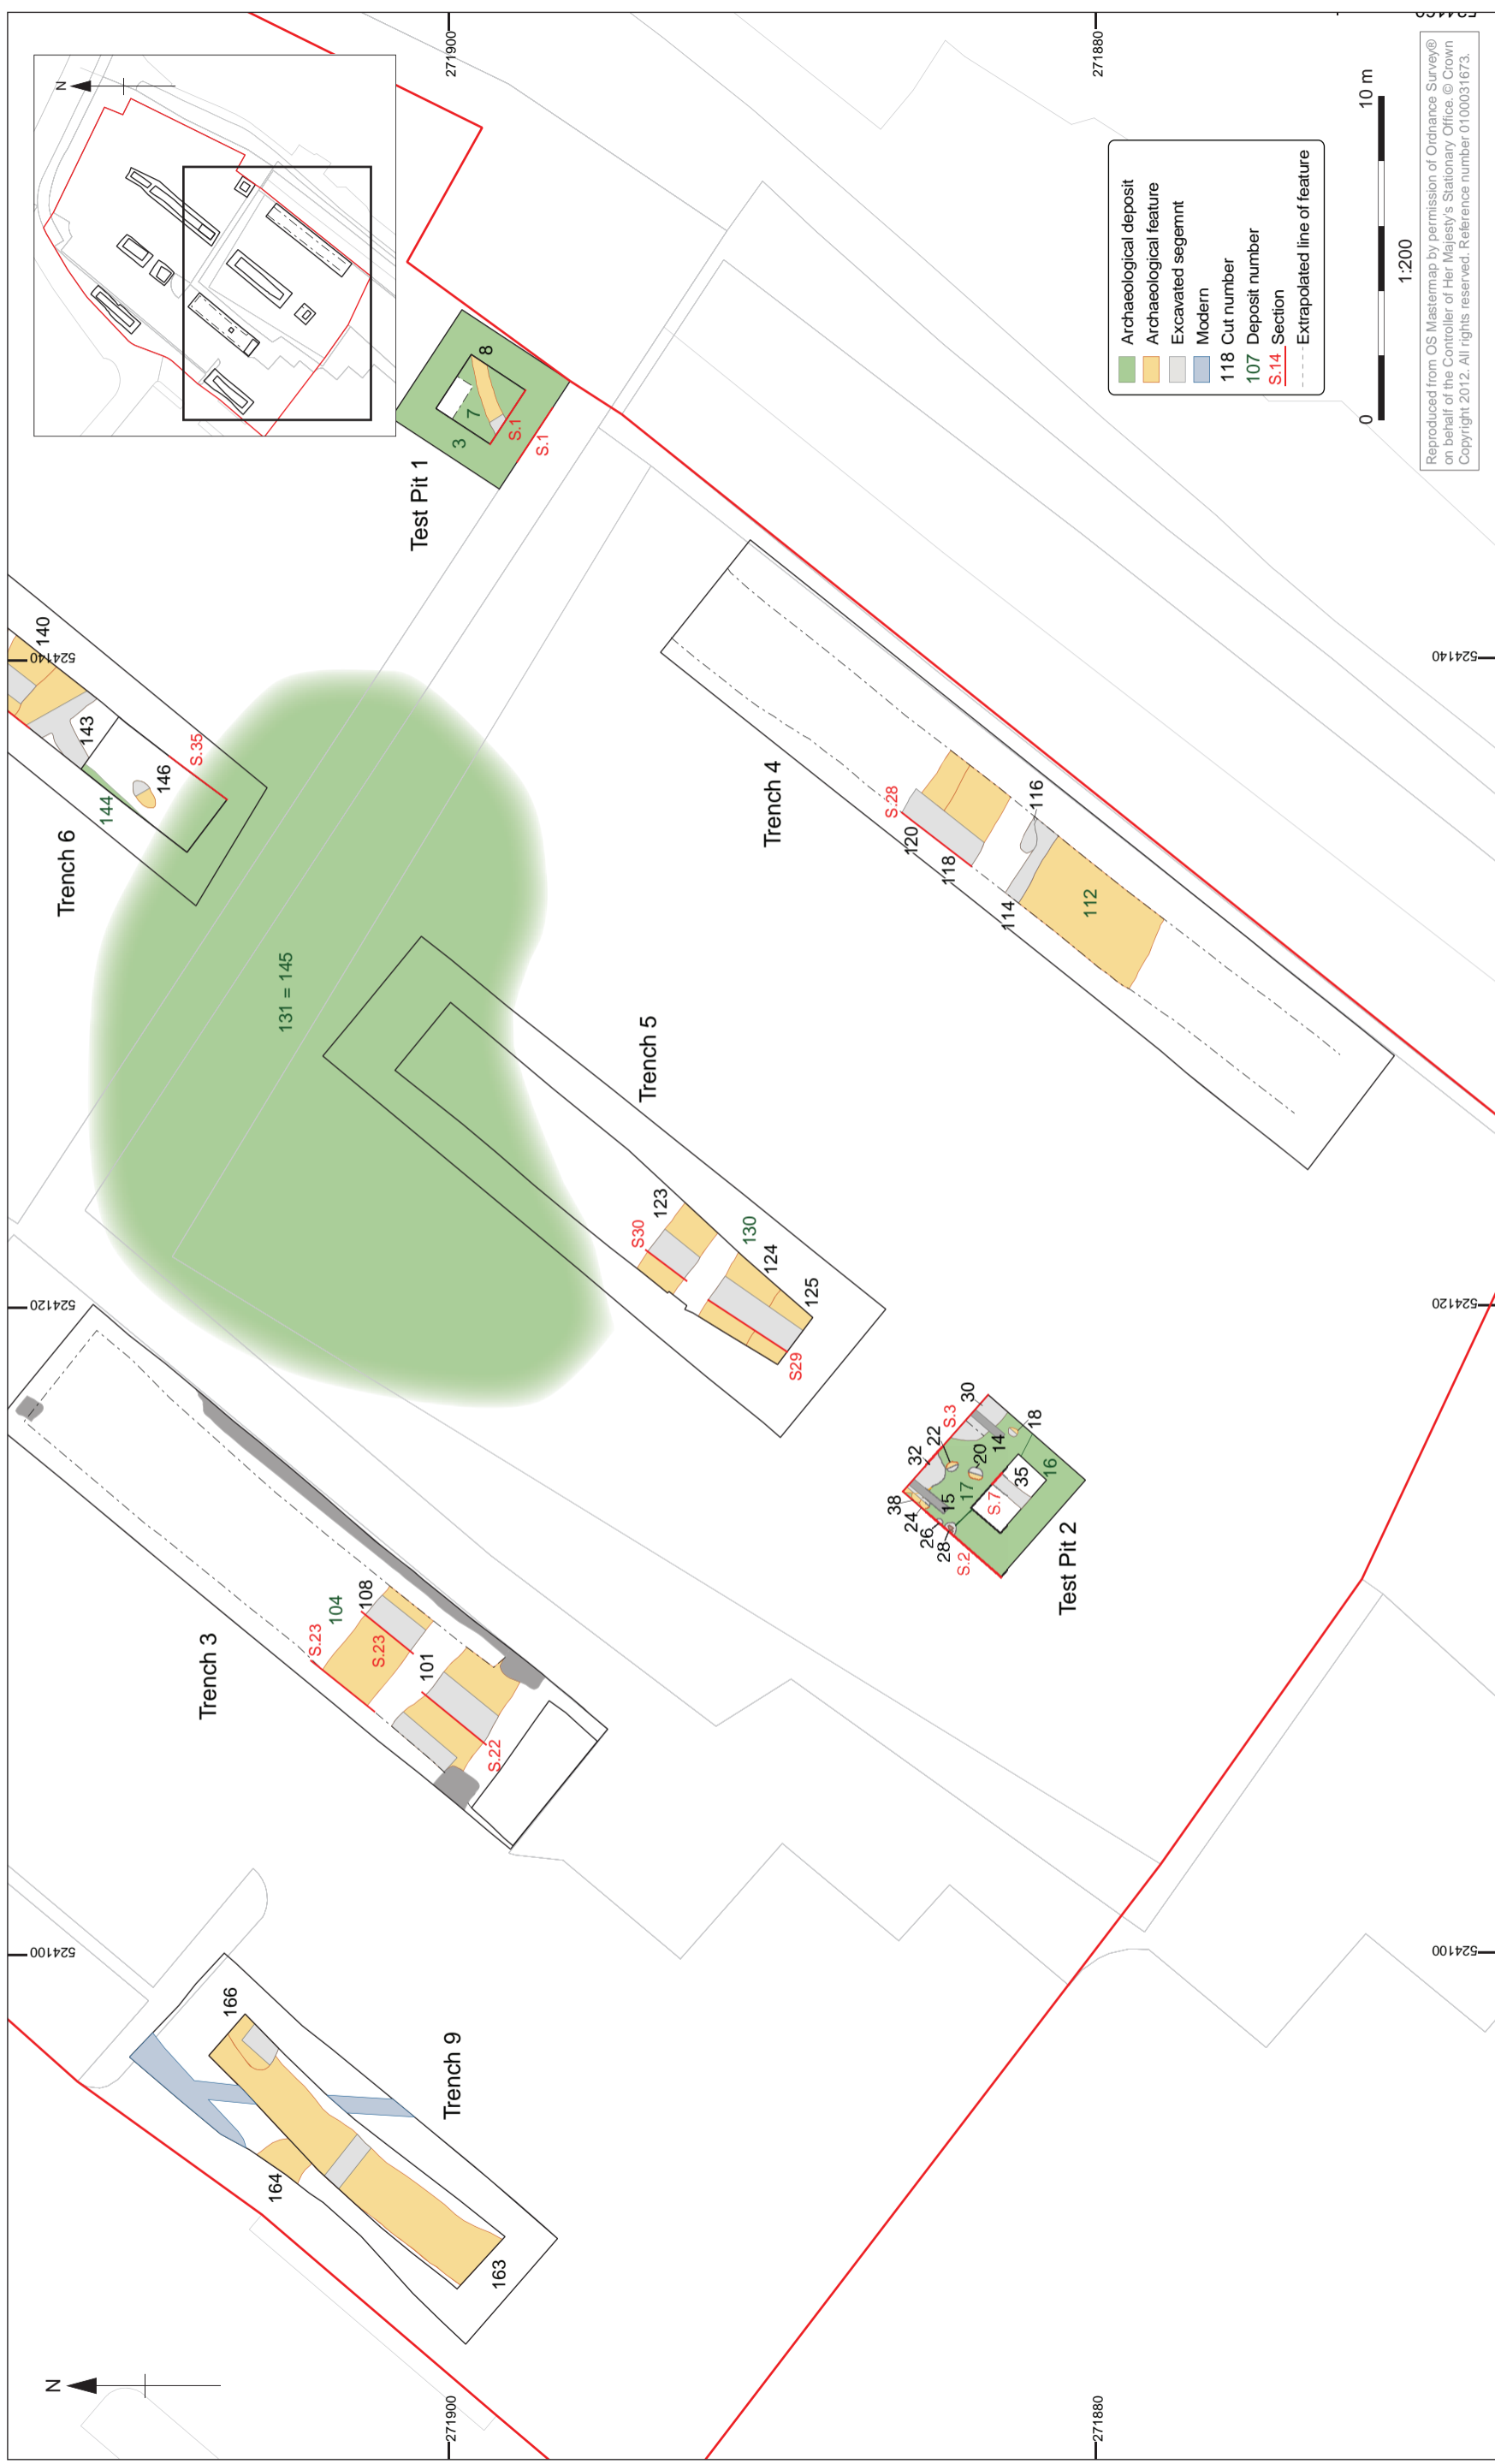 N
271900
271880
Test Pit 1
3
7
8
S.1
S.1
Archaeological deposit
Archaeological feature
Excavated segemnt
Modern
118 Cut number
107 Deposit number
S.14 Section
Extrapolated line of feature
0
10 m
1:200
Reproduced from OS Mastermap by permission of Ordnance Survey®
on behalf of the Controller of Her Majesty's Stationary Office. © Crown
Copyright 2012. All rights reserved. Reference number 0100031673.
524140
140
143
146
144
S.35
Trench 6
131 = 145
Trench 4
S.28
120
118
116
114
112
524140
Trench 5
S30
123
130
124
125
S29
524120
524120
Trench 3
S.23
104
108
S.23
101
S.22
Test Pit 2
38
24
26
28
S.2
32
22
S.3
30
20
14
18
15
17
S.7
35
16
524100
524100
Trench 9
166
164
163
N
271900
271880